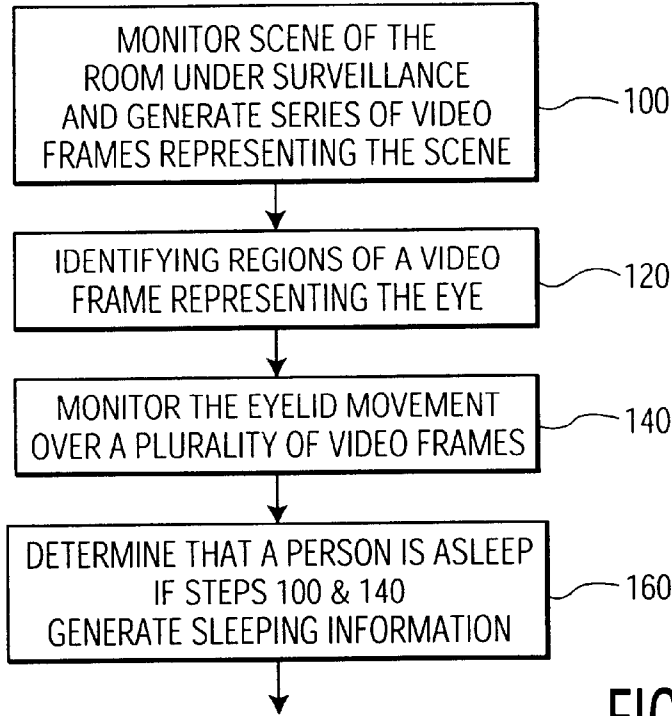 MONITOR SCENE OF THE
ROOM UNDER SURVEILLANCE
AND GENERATE SERIES OF VIDEO
FRAMES REPRESENTING THE SCENE
100
IDENTIFYING REGIONS OF A VIDEO
FRAME REPRESENTING THE EYE
120
MONITOR THE EYELID MOVEMENT
OVER A PLURALITY OF VIDEO FRAMES
140
DETERMINE THAT A PERSON IS ASLEEP
IF STEPS 100 & 140
GENERATE SLEEPING INFORMATION
160